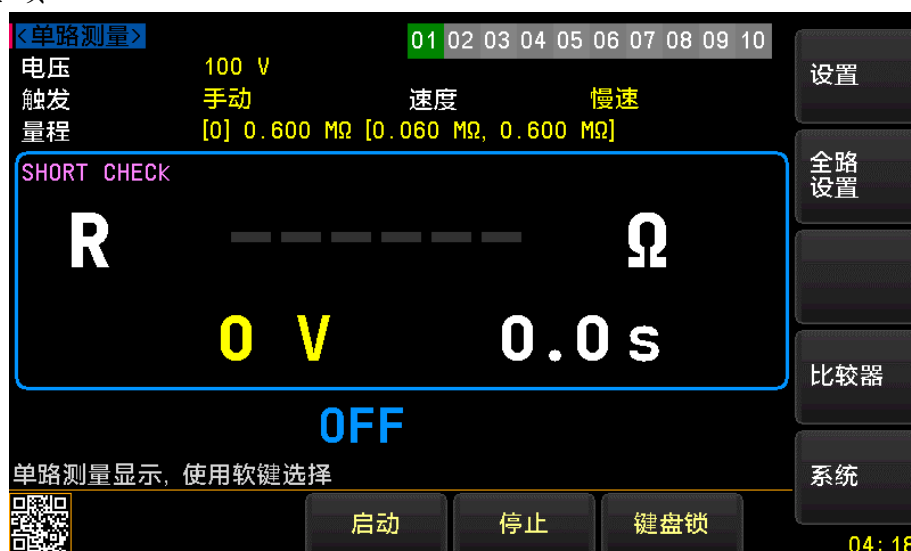 <单路测量>
01 02 03 04 05 06 07 08 09 10
电压 100 V
触发 手动 速度 慢速
量程 [0] 0.600 MΩ [0.060 MΩ, 0.600 MΩ]
SHORT CHECK
R ------ Ω
0 V 0.0s
OFF
单路测量显示, 使用软键选择
启动 停止 键盘锁
设置
全路
设置
比较器
系统
04:18